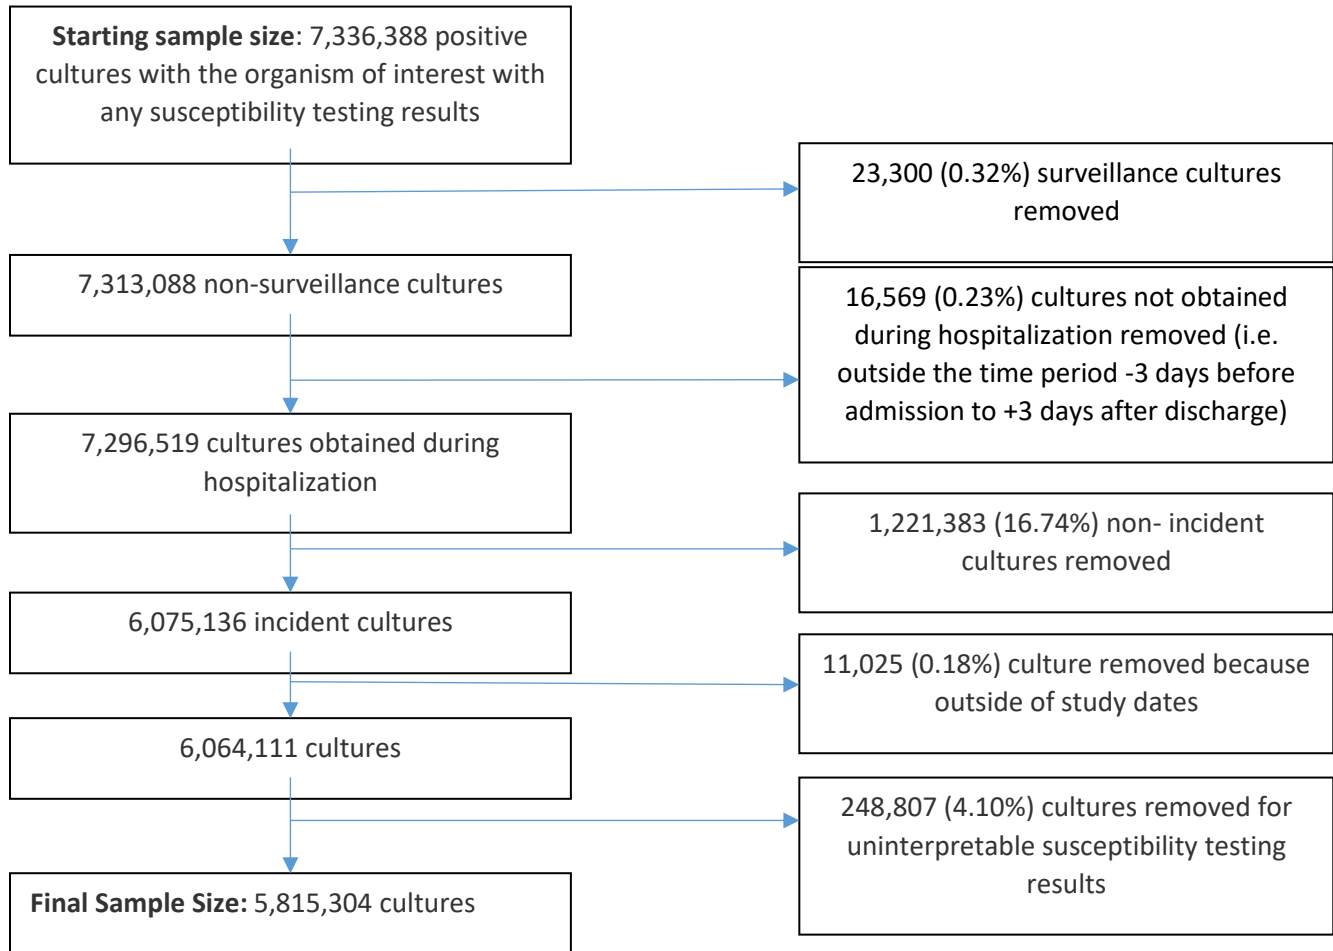 Starting sample size: 7,336,388 positive
cultures with the organism of interest with
any susceptibility testing results
23,300 (0.32%) surveillance cultures
removed
7,313,088 non-surveillance cultures
16,569 (0.23%) cultures not obtained
during hospitalization removed (i.e.
outside the time period -3 days before
admission to +3 days after discharge)
7,296,519 cultures obtained during
hospitalization
1,221,383 (16.74%) non- incident
cultures removed
6,075,136 incident cultures
11,025 (0.18%) culture removed because
outside of study dates
6,064,111 cultures
248,807 (4.10%) cultures removed for
uninterpretable susceptibility testing
results
Final Sample Size: 5,815,304 cultures